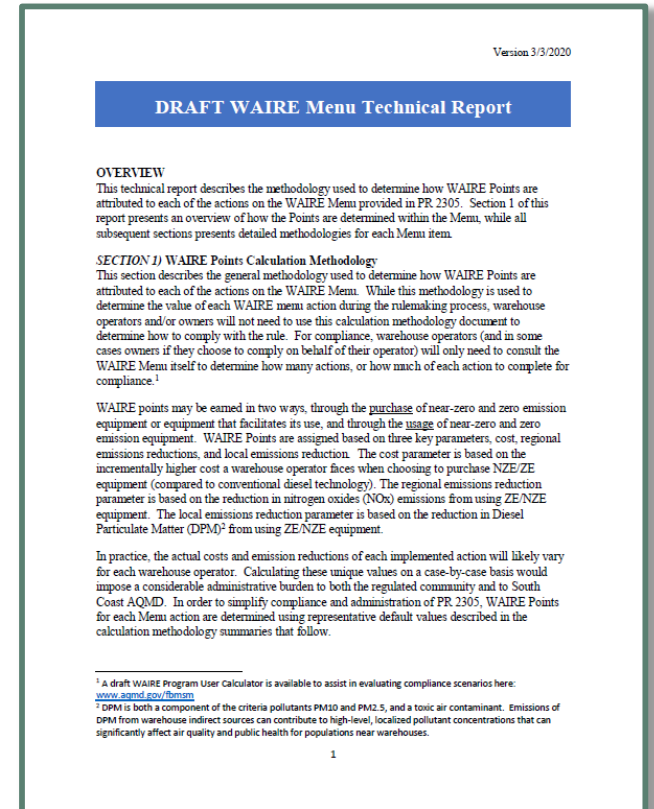 Version 3/3/2020
DRAFT WAIRE Menu Technical Report
OVERVIEW
This technical report describes the methodology used to determine how WAIRE Points are
attributed to each of the actions on the WAIRE Menu provided in PR 2305.  Section 1 of this
report presents an overview of how the Points are determined within the Menu, while all
subsequent sections presents detailed methodologies for each Menu item.
SECTION 1) WAIRE Points Calculation Methodology
This section describes the general methodology used to determine how WAIRE Points are
attributed to each of the actions on the WAIRE Menu.  While this methodology is used to
determine the value of each WAIRE menu action during the rulemaking process, warehouse
operators and/or owners will not need to use this calculation methodology document to
determine how to comply with the rule.  For compliance, warehouse operators (and in some
cases owners if they choose to comply on behalf of their operator) will only need to consult the
WAIRE Menu itself to determine how many actions, or how much of each action to complete for
compliance.1
WAIRE points may be earned in two ways, through the purchase of near-zero and zero emission
equipment or equipment that facilitates its use, and through the usage of near-zero and zero
emission equipment.  WAIRE Points are assigned based on three key parameters, cost, regional
emissions reductions, and local emissions reduction.  The cost parameter is based on the
incrementally higher cost a warehouse operator faces when choosing to purchase NZE/ZE
equipment (compared to conventional diesel technology). The regional emissions reduction
parameter is based on the reduction in nitrogen oxides (NOx) emissions from using ZE/NZE
equipment.  The local emissions reduction parameter is based on the reduction in Diesel
Particulate Matter (DPM)2 from using ZE/NZE equipment.
In practice, the actual costs and emission reductions of each implemented action will likely vary
for each warehouse operator.  Calculating these unique values on a case-by-case basis would
impose a considerable administrative burden to both the regulated community and to South
Coast AQMD.  In order to simplify compliance and administration of PR 2305, WAIRE Points
for each Menu action are determined using representative default values described in the
calculation methodology summaries that follow.
1 A draft WAIRE Program User Calculator is available to assist in evaluating compliance scenarios here:
www.aqmd.gov/fbmsm
2 DPM is both a component of the criteria pollutants PM10 and PM2.5, and a toxic air contaminant.  Emissions of
DPM from warehouse indirect sources can contribute to high-level, localized pollutant concentrations that can
significantly affect air quality and public health for populations near warehouses.
1